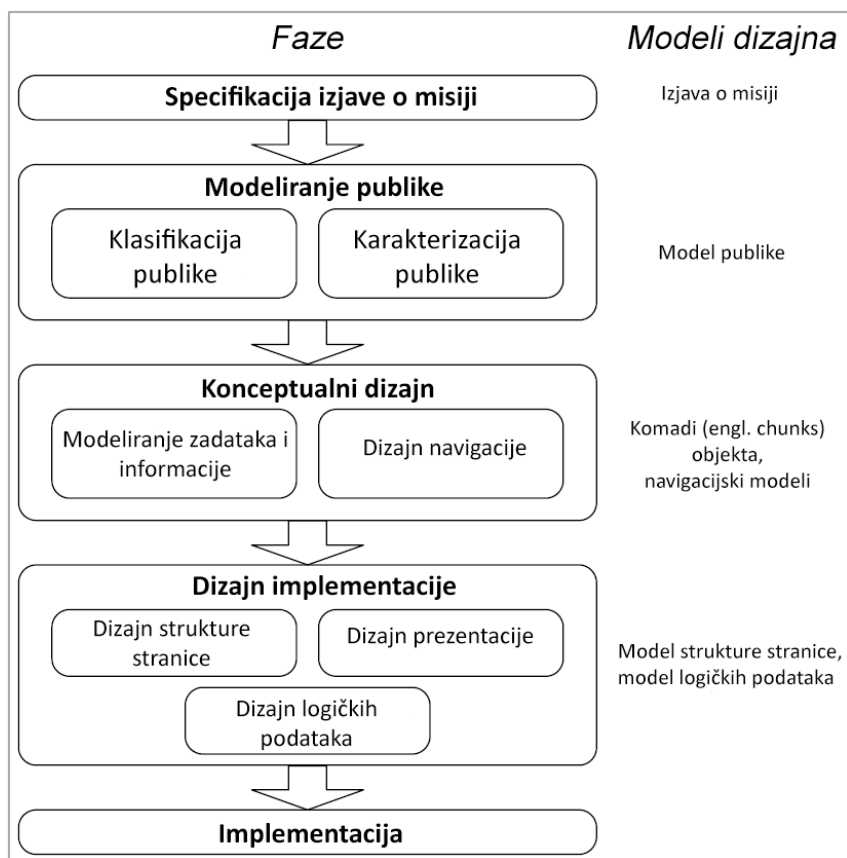 Faze
Modeli dizajna
Specifikacija izjave o misiji
Izjava o misiji
Modeliranje publike
Klasifikacija
publike
Karakterizacija
publike
Model publike
Konceptualni dizajn
Modeliranje zadataka i
informacije
Dizajn navigacije
Komadi (engl. chunks)
objekta,
navigacijski modeli
Dizajn implementacije
Dizajn strukture
stranice
Dizajn prezentacije
Dizajn logičkih
podataka
Model strukture stranice,
model logičkih podataka
Implementacija